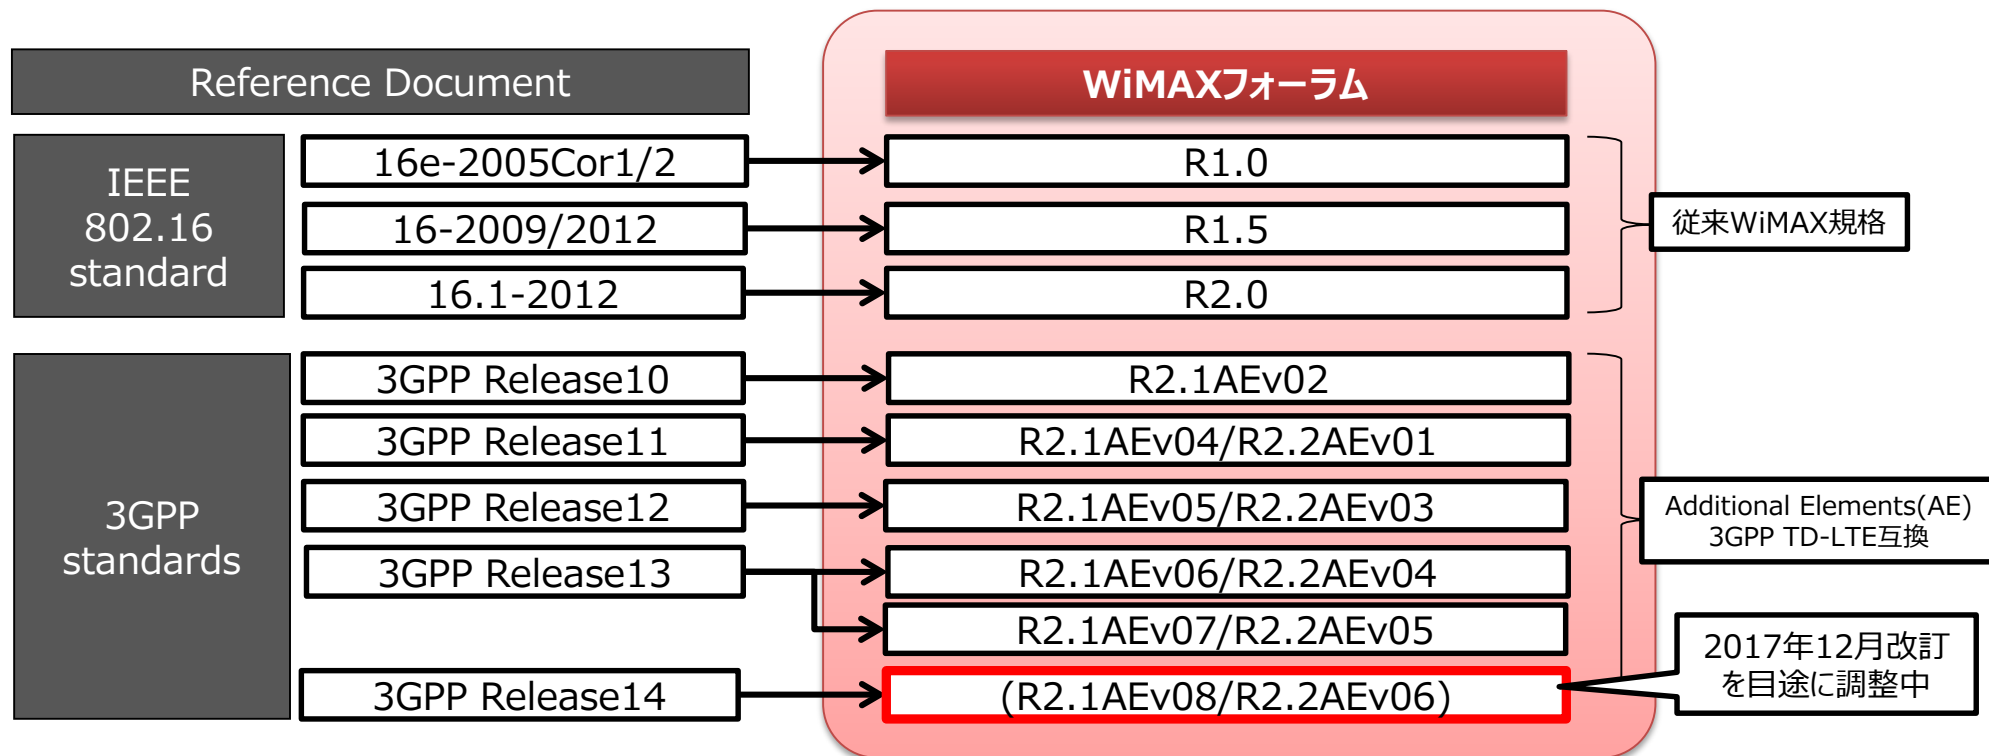 Reference Document
WiMAXフォーラム
IEEE
802.16
standard
16e-2005Cor1/2
R1.0
16-2009/2012
R1.5
16.1-2012
R2.0
従来WiMAX規格
3GPP
standards
3GPP Release10
R2.1AEv02
3GPP Release11
R2.1AEv04/R2.2AEv01
3GPP Release12
R2.1AEv05/R2.2AEv03
3GPP Release13
R2.1AEv06/R2.2AEv04
R2.1AEv07/R2.2AEv05
3GPP Release14
(R2.1AEv08/R2.2AEv06)
Additional Elements(AE)
3GPP TD-LTE互換
2017年12月改訂
を目途に調整中